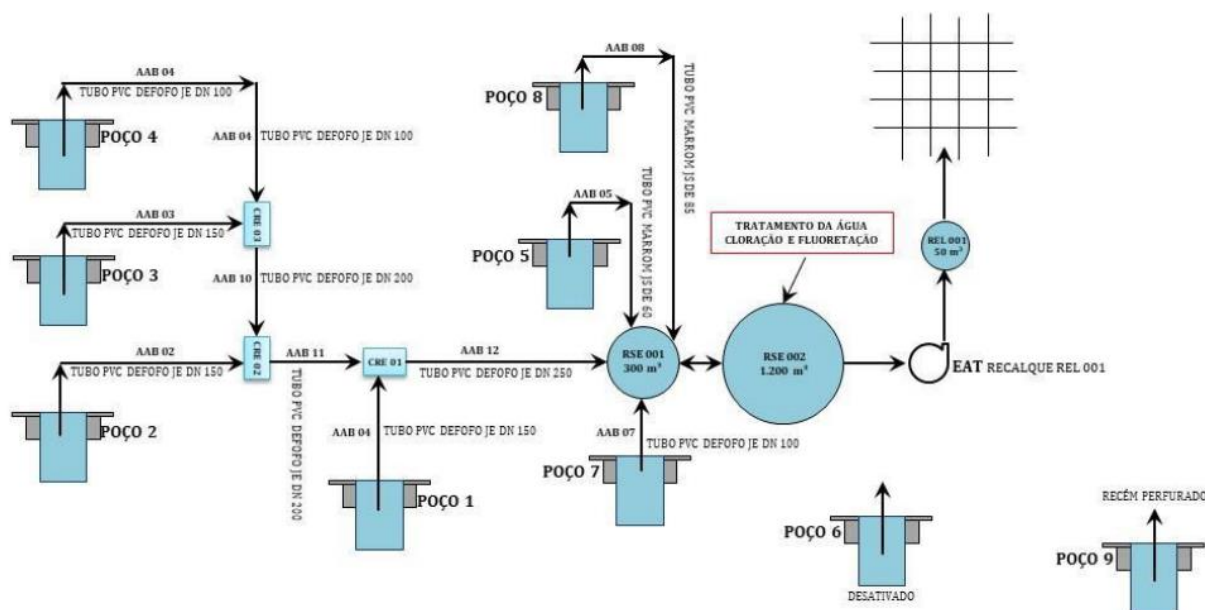 AAB 04
TUBO PVC DEFOFO JE DN 100
POÇO 4
AAB 04 TUBO PVC DEFOFO JE DN 100
AAB 03
TUBO PVC DEFOFO JE DN 150
CRE 03
POÇO 3
AAB 10 TUBO PVC DEFOFO JE DN 200
AAB 02
TUBO PVC DEFOFO JE DN 150
CRE 02
POÇO 2
AAB 11
TUBO PVC DEFOFO JE DN 200
CRE 01
AAB 12
TUBO PVC DEFOFO JE DN 250
AAB 04 TUBO PVC DEFOFO JE DN 150
POÇO 1
AAB 08
TUBO PVC MARROM JS DE 85
POÇO 8
AAB 05
TUBO PVC MARROM JS DE 60
POÇO 5
RSE 001
300 m³
AAB 07 TUBO PVC DEFOFO JE DN 100
POÇO 7
TRATAMENTO DA ÁGUA
CLORAÇÃO E FLUORETAÇÃO
RSE 002
1.200 m³
REL 001
50 m³
EAT RECALQUE REL 001
POÇO 6
DESATIVADO
RECÉM PERFURADO
POÇO 9